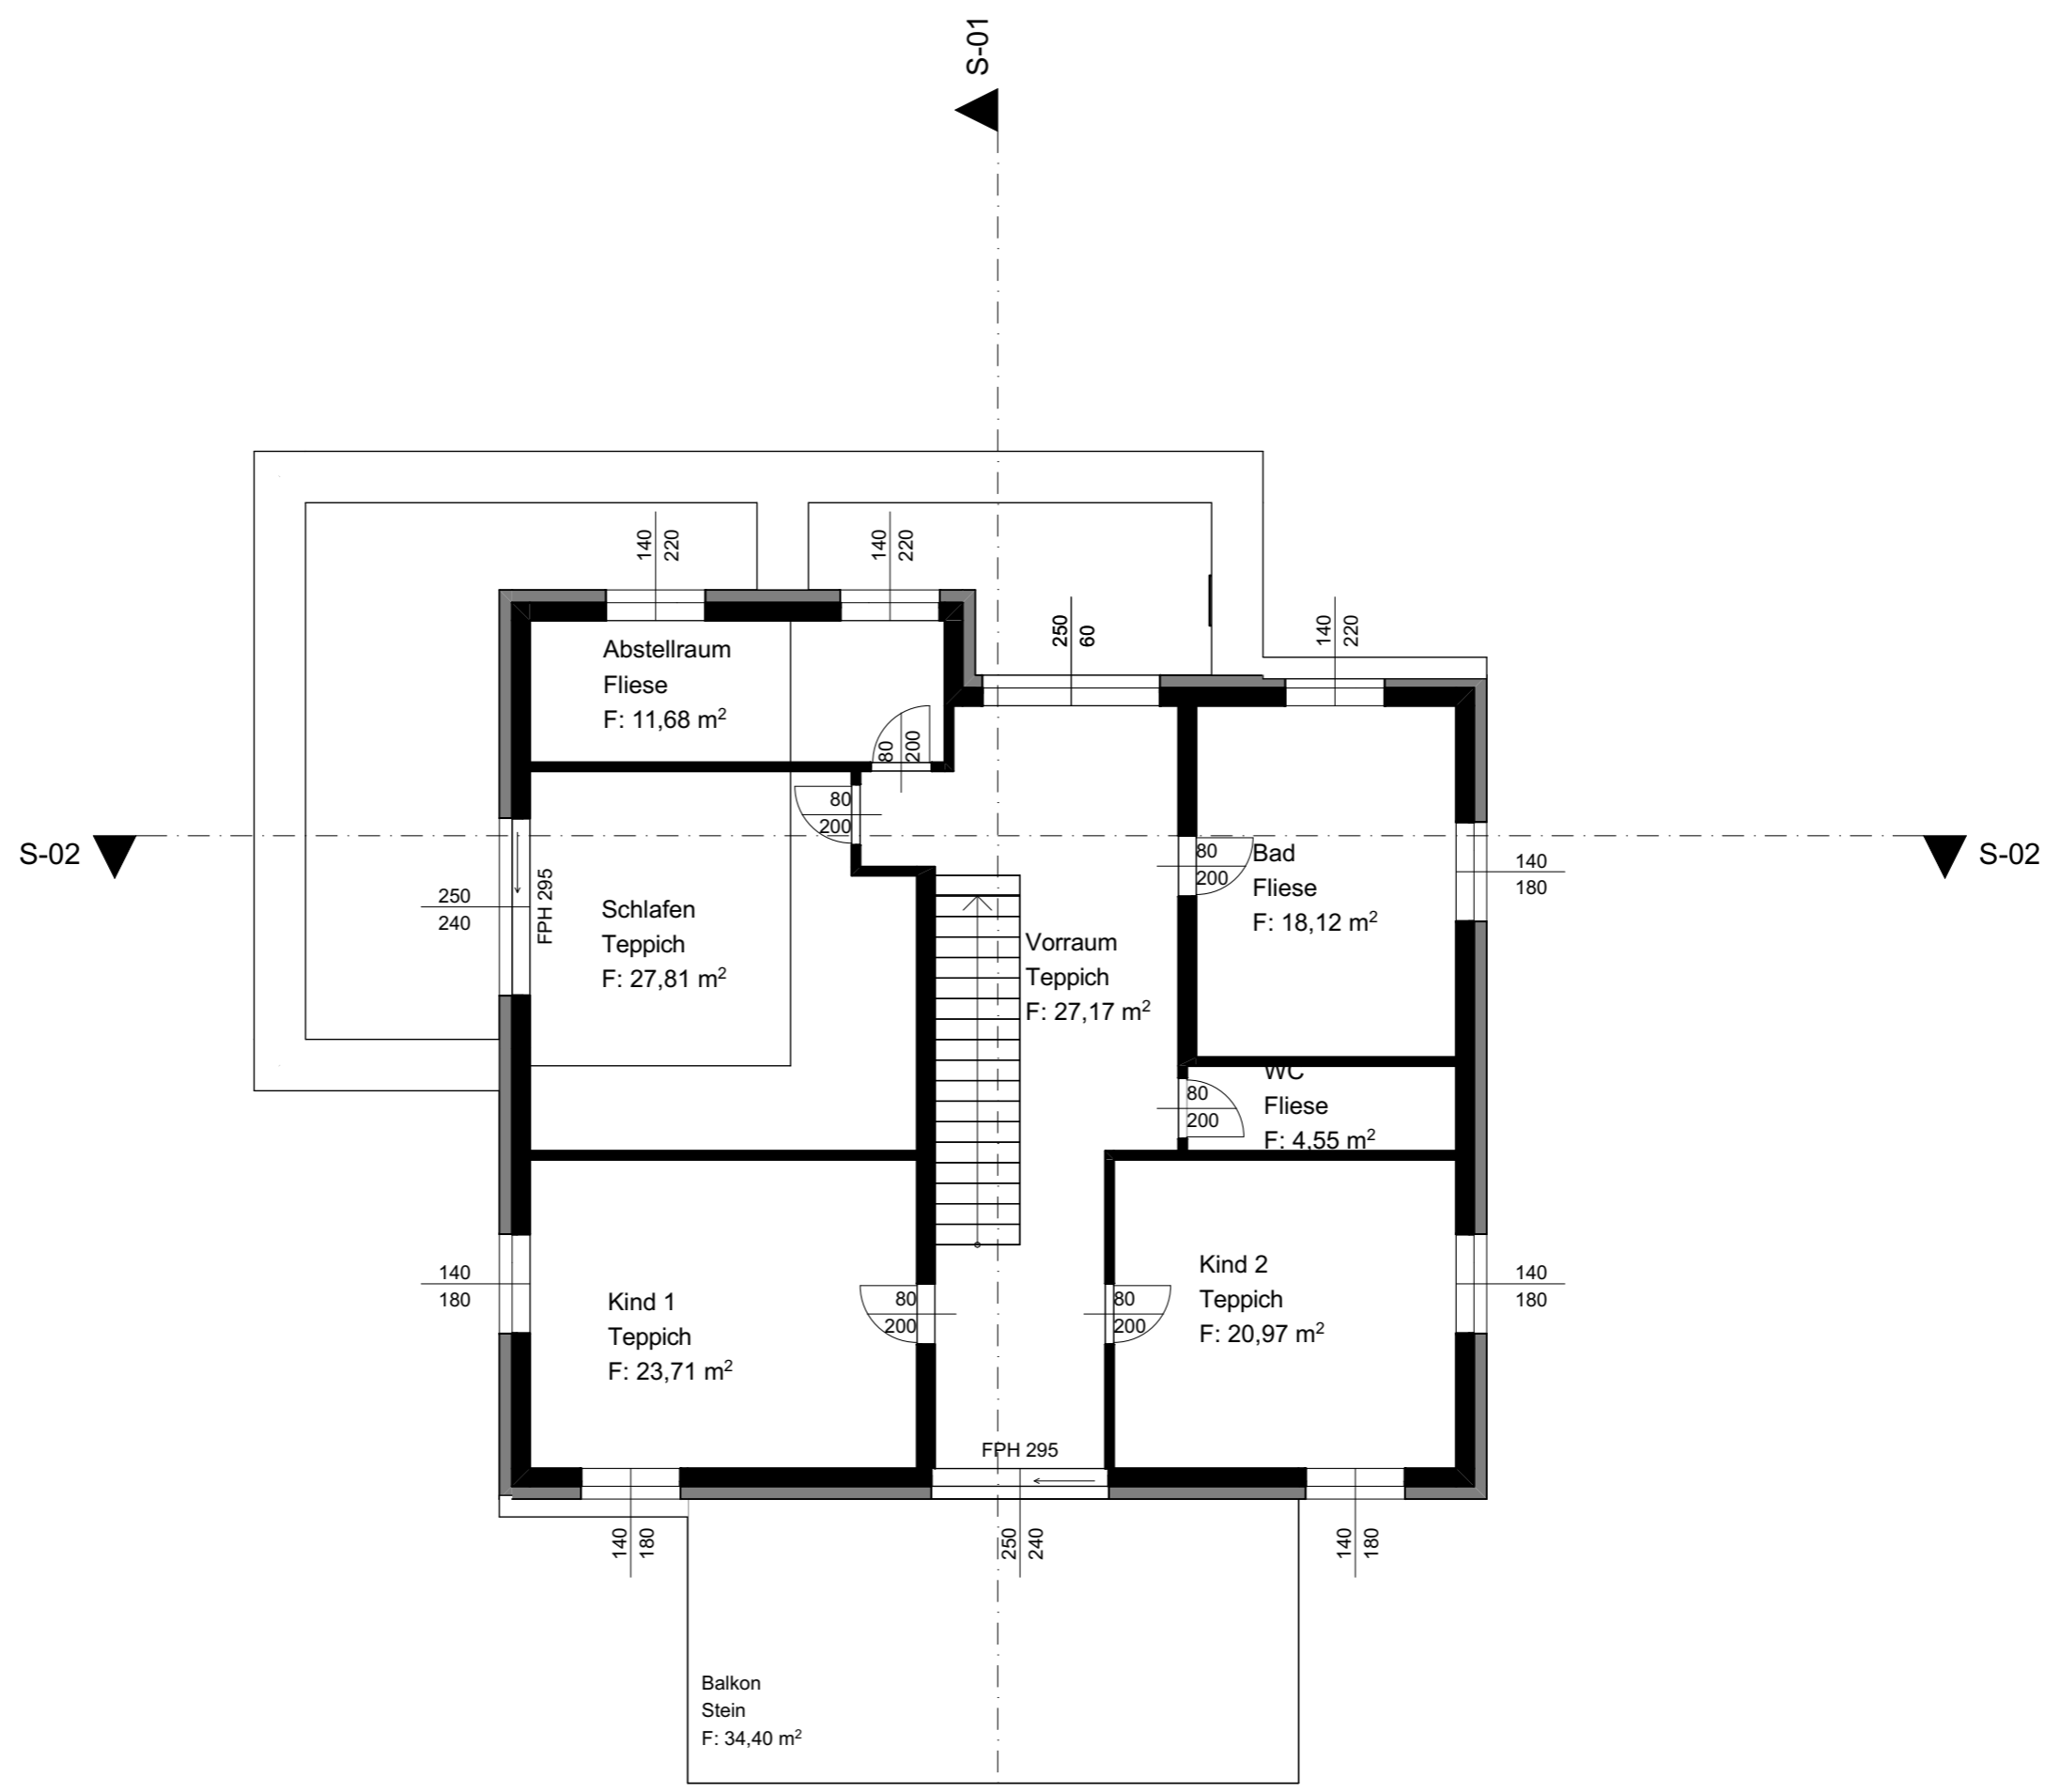 S-01
140
220
140
220
250
60
140
220
Abstellraum
Fliese
F: 11,68 m²
80
200
80
200
S-02
250
240
FPH 295
Schlafen
Teppich
F: 27,81 m²
Vorraum
Teppich
F: 27,17 m²
80
200
Bad
Fliese
F: 18,12 m²
140
180
S-02
80
200
WC
Fliese
F: 4,55 m²
140
180
Kind 1
Teppich
F: 23,71 m²
80
200
80
200
Kind 2
Teppich
F: 20,97 m²
140
180
FPH 295
140
180
250
240
140
180
Balkon
Stein
F: 34,40 m²